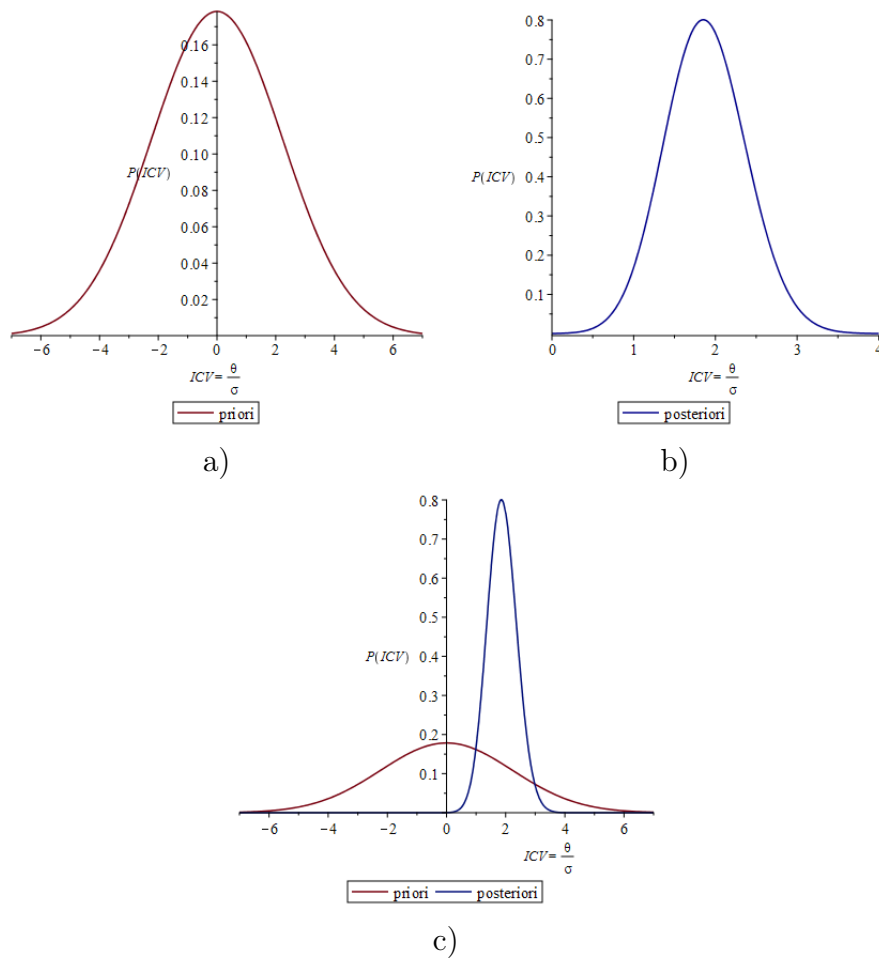 0.16
0.14
0.12
0.10
P(ICV)
0.08
0.06
0.04
0.02
−6 −4 −2 0 2 4 6
ICV = θ/σ
priori
a)
0.8
0.7
0.6
0.5
P(ICV) 0.4
0.3
0.2
0.1
0 1 2 3 4
ICV = θ/σ
posteriori
b)
0.8
0.7
0.6
0.5
P(ICV) 0.4
0.3
0.2
0.1
−6 −4 −2 0 2 4 6
ICV = θ/σ
priori posteriori
c)